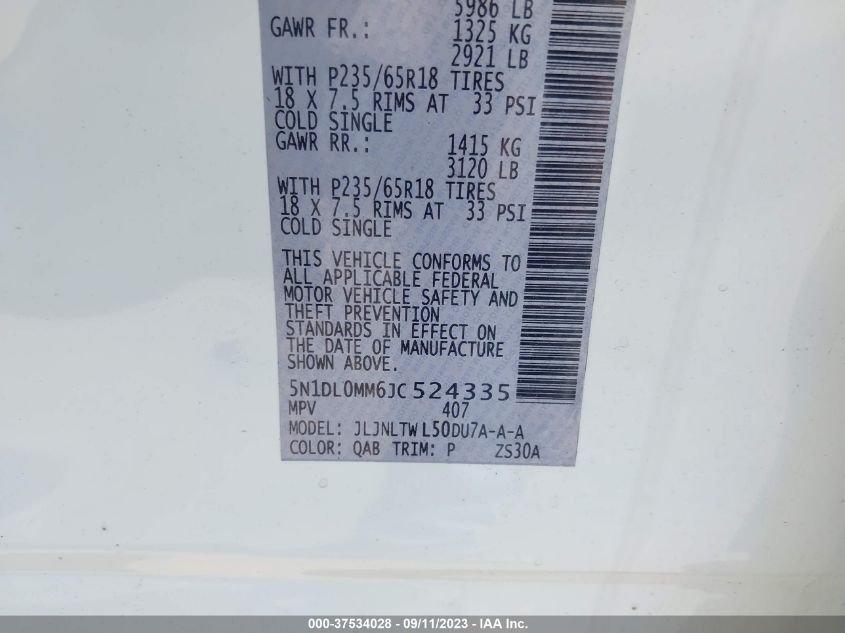 5986 LB
GAWR FR.: 1325 KG
2921 LB
WITH P235/65R18 TIRES
18 X 7.5 RIMS AT 33 PSI
COLD SINGLE
GAWR RR.: 1415 KG
3120 LB
WITH P235/65R18 TIRES
18 X 7.5 RIMS AT 33 PSI
COLD SINGLE
THIS VEHICLE CONFORMS TO
ALL APPLICABLE FEDERAL
MOTOR VEHICLE SAFETY AND
THEFT PREVENTION
STANDARDS IN EFFECT ON
THE DATE OF MANUFACTURE
SHOWN ABOVE.
5N1DL0MM6JC524335
MPV 407
MODEL: JLJNLTWL50DU7A-A-A
COLOR: QAB TRIM: P ZS30A
000-37534028 - 09/11/2023 - IAA Inc.